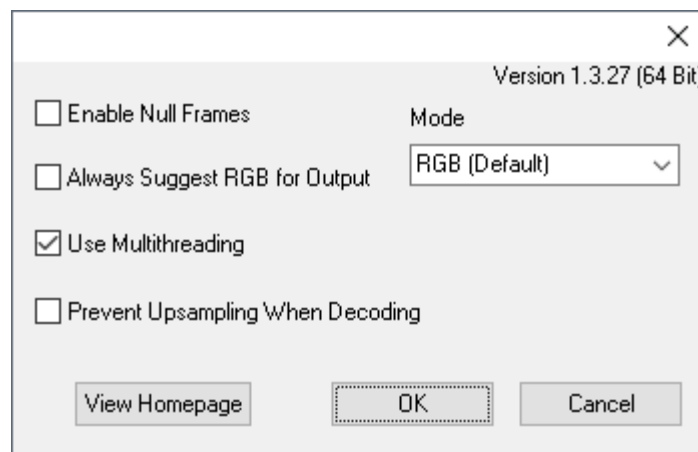 Version 1.3.27 (64 Bit
Enable Null Frames
Mode
Always Suggest RGB for Output
RGB (Default)
Use Multithreading
Prevent Upsampling When Decoding
View Homepage
OK
Cancel